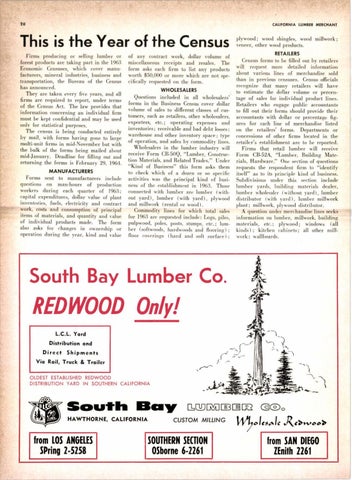 20
CALIFORNIA LUMBER MERCHANT
This is the Year of the Census
Firms producing or selling lumber or
forest products are taking part in the 1963
Economic Censuses, which cover manu-
facturers, mineral industries, business and
transportation, the Bureau of the Census
has announced.
They are taken every five years, and all
firms are required to report, under terms
of the Census Act. The law provides that
information concerning an individual firm
must be kept confidential and may be used
only for statistical purposes.
The census is being conducted entirely
by mail, with forms having gone to large
multi-unit firms in mid-November but with
the bulk of the forms being mailed about
mid-January. Deadline for filling out and
returning the forms is February 29, 1964.
MANUFACTURERS
Forms sent to manufacturers include
questions on man-hours of production
workers during each quarter of 1963;
capital expenditures, dollar value of plant
inventories, fuels, electricity and contract
work, costs and consumption of principal
items of materials, and quantity and value
of individual products made. The form
also asks for changes in ownership or
operation during the year, kind and value
of any contract work, dollar volume of
miscellaneous receipts and resales. The
form asks each firm to list any products
worth $50,000 or more which are not spe-
cifically requested on the form.
WHOLESALERS
Questions included in all wholesalers'
forms in the Business Census cover dollar
volume of sales to different classes of cus-
tomers, such as retailers, other wholesalers,
exporters, etc.; operating expenses and
inventories; receivable and bad debt losses;
warehouse and other inventory space; type
of operation, and sales by commodity lines.
Wholesalers in the lumber industry will
receive Form CB-50Q, "Lumber, Construc-
tion Materials, and Related Trades." Under
"Kind of Business" this form asks them
to check which of a dozen or so specific
activities was the principal kind of busi-
ness of the establishment in 1963. Those
connected with lumber are lumber (with-
out yard), lumber (with yard), plywood
and millwork (rental or wood).
Commodity lines for which total sales
for 1963 are requested include: Logs, piles,
pulpwood, poles, posts, stumps, etc.; lum-
ber (softwoods, hardwoods and flooring);
floor coverings (hard and soft surface);
plywood; wood shingles, wood millwork;
veneer, other wood products.
RETAILERS
Census forms to be filled out by retailers
will request more detailed information
about various lines of merchandise sold
than in previous censuses. Census officials
recognize that many retailers will have
to estimate the dollar volume or percen-
tage of sales for individual product lines.
Retailers who engage public accountants
to fill out their forms should provide their
accountants with dollar or percentage fig-
ures for each line of merchandise listed
on the retailers' forms. Departments or
concessions of other firms located in the
retailer's establishment are to be reported.
Firms that retail lumber will receive
Form CB-52A, "Lumber, Building Mate-
rials, Hardware." One section of questions
requests the respondent firm to "identify
itself" as to its principal kind of business.
Subdivisions under this section include
lumber yards, building materials dealer,
lumber wholesaler (without yard), lumber
distributor (with yard), lumber millwork
plant; millwork, plywood distributor.
A question under merchandise lines seeks
information on lumber, millwork, building
materials, etc.; plywood; window (all
kinds); kitchen cabinets; all other mill-
work; wallboards.
South Bay Lumber Co.
REDWOOD Only!
L.C.L. Yard
Distribution and
Direct Shipments
Via Rail, Truck & Trailer
OLDEST ESTABLISHED REDWOOD
DISTRIBUTION YARD IN SOUTHERN CALIFORNIA
South Bay LUMBER CO.
HAWTHORNE, CALIFORNIA CUSTOM MILLING Wholesale Redwood
from LOS ANGELES
SPring 2-5258
SOUTHERN SECTION
OSborne 6-2261
from SAN DIEGO
ZEnith 2261